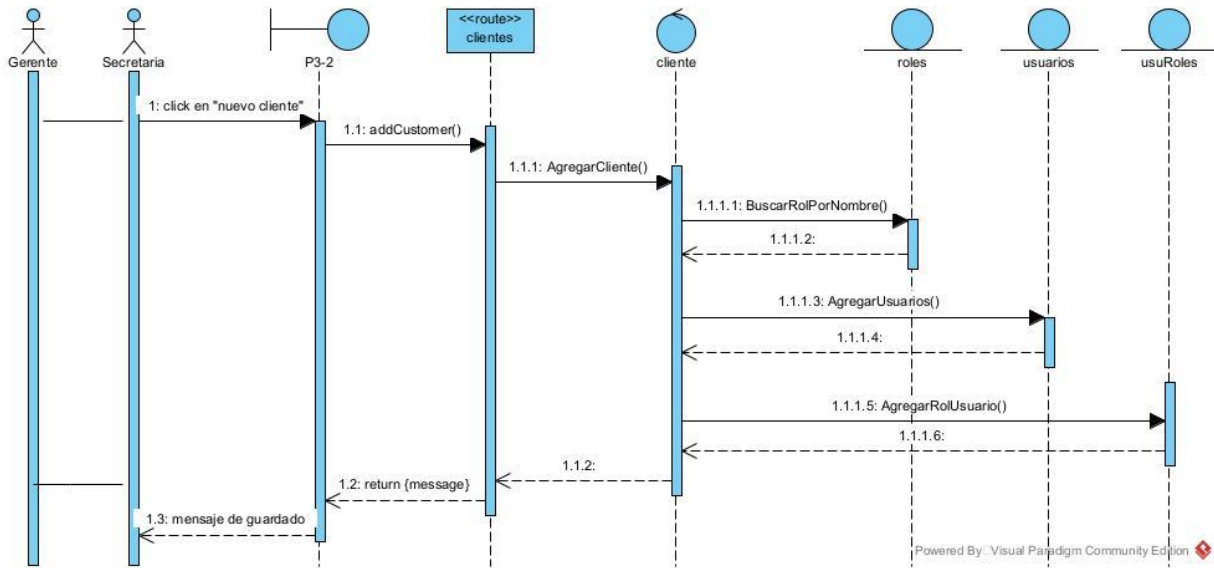 <<route>>
clientes
Gerente
Secretaria
P3-2
cliente
roles
usuarios
usuRoles
1: click en "nuevo cliente"
1.1: addCustomer()
1.1.1: AgregarCliente()
1.1.1.1: BuscarRolPorNombre()
1.1.1.2:
1.1.1.3: AgregarUsuarios()
1.1.1.4:
1.1.1.5: AgregarRolUsuario()
1.1.1.6:
1.1.2:
1.2: return {message}
1.3: mensaje de guardado
Powered By Visual Paradigm Community Edition